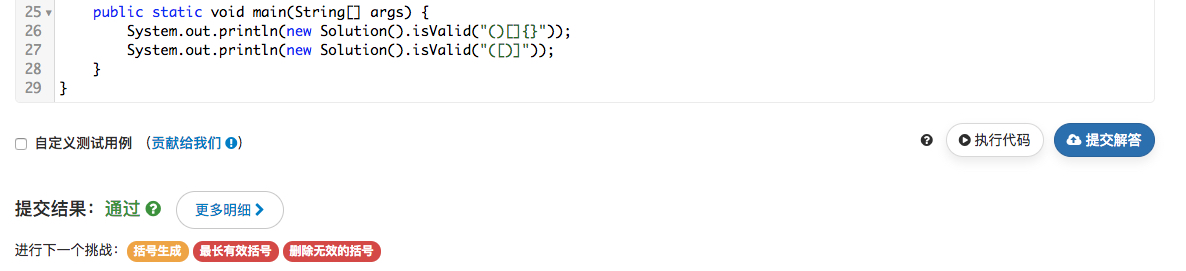 25 public static void main(String[] args) {
26 System.out.println(new Solution().isValid("()[]{}"));
27 System.out.println(new Solution().isValid("([)]"));
28 }
29 }
自定义测试用例 （贡献给我们 !）
? 执行代码 提交解答
提交结果：通过 ? 更多明细
进行下一个挑战： 括号生成 最长有效括号 删除无效的括号